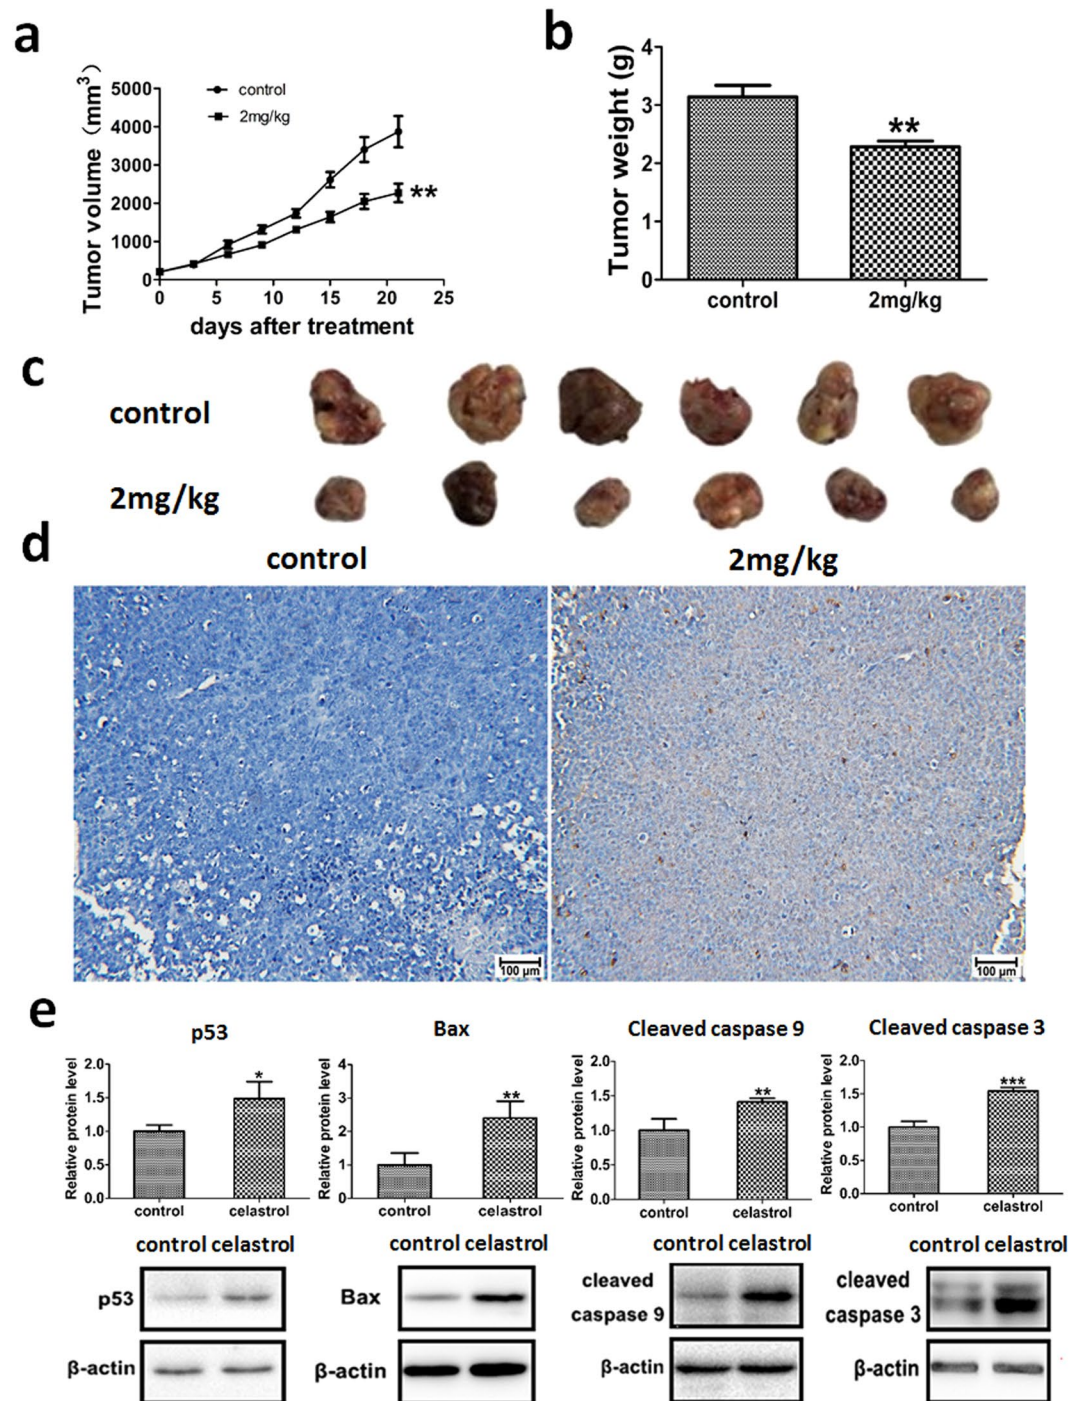 a
Tumor volume (mm³)
5000
4000
3000
2000
1000
0
control
2mg/kg
**
0 5 10 15 20 25
days after treatment
b
Tumor weight (g)
4
3
2
1
0
**
control 2mg/kg
c
control
2mg/kg
d
control 2mg/kg
100 μm 100 μm
e
p53
Relative protein level
2.0
1.5
1.0
0.5
0.0
*
control celastrol
Bax
Relative protein level
4
3
2
1
0
**
control celastrol
Cleaved caspase 9
Relative protein level
2.0
1.5
1.0
0.5
0.0
**
control celastrol
Cleaved caspase 3
Relative protein level
2.0
1.5
1.0
0.5
0.0
***
control celastrol
control celastrol
p53
β-actin
control celastrol
Bax
β-actin
control celastrol
cleaved
caspase 9
β-actin
control celastrol
cleaved
caspase 3
β-actin